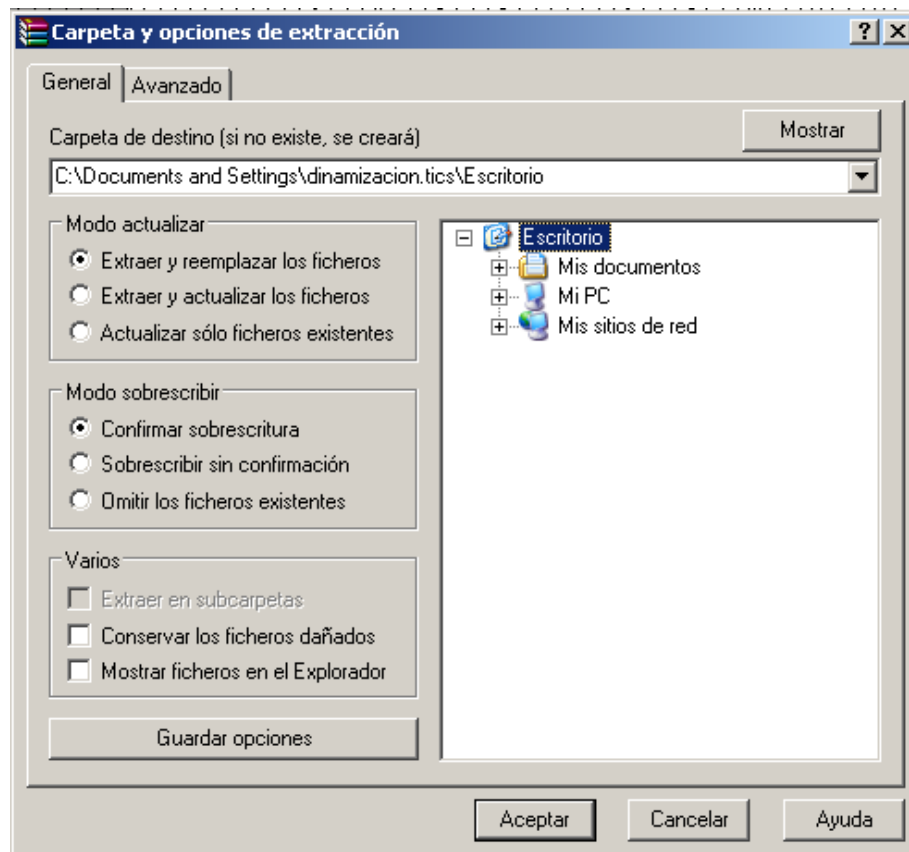 Carpeta y opciones de extracción
General
Avanzado
Carpeta de destino (si no existe, se creará)
Mostrar
C:\Documents and Settings\dinamizacion.tics\Escritorio
Modo actualizar
Extraer y reemplazar los ficheros
Extraer y actualizar los ficheros
Actualizar sólo ficheros existentes
Modo sobrescribir
Confirmar sobrescritura
Sobrescribir sin confirmación
Omitir los ficheros existentes
Varios
Extraer en subcarpetas
Conservar los ficheros dañados
Mostrar ficheros en el Explorador
Guardar opciones
Escritorio
Mis documentos
Mi PC
Mis sitios de red
Aceptar
Cancelar
Ayuda